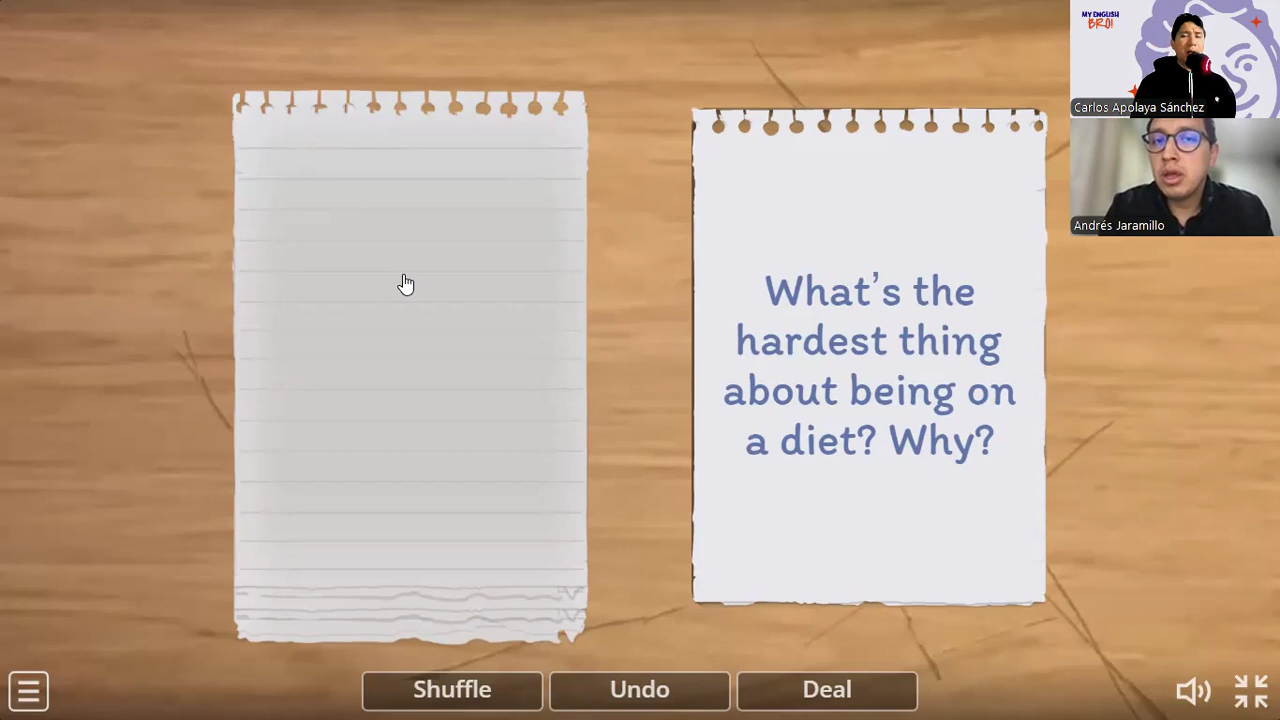 MY ENGLISH
BRO!
Carlos Apolaya Sánchez
Andrés Jaramillo
What's the
hardest thing
about being on
a diet? Why?
Shuffle
Undo
Deal